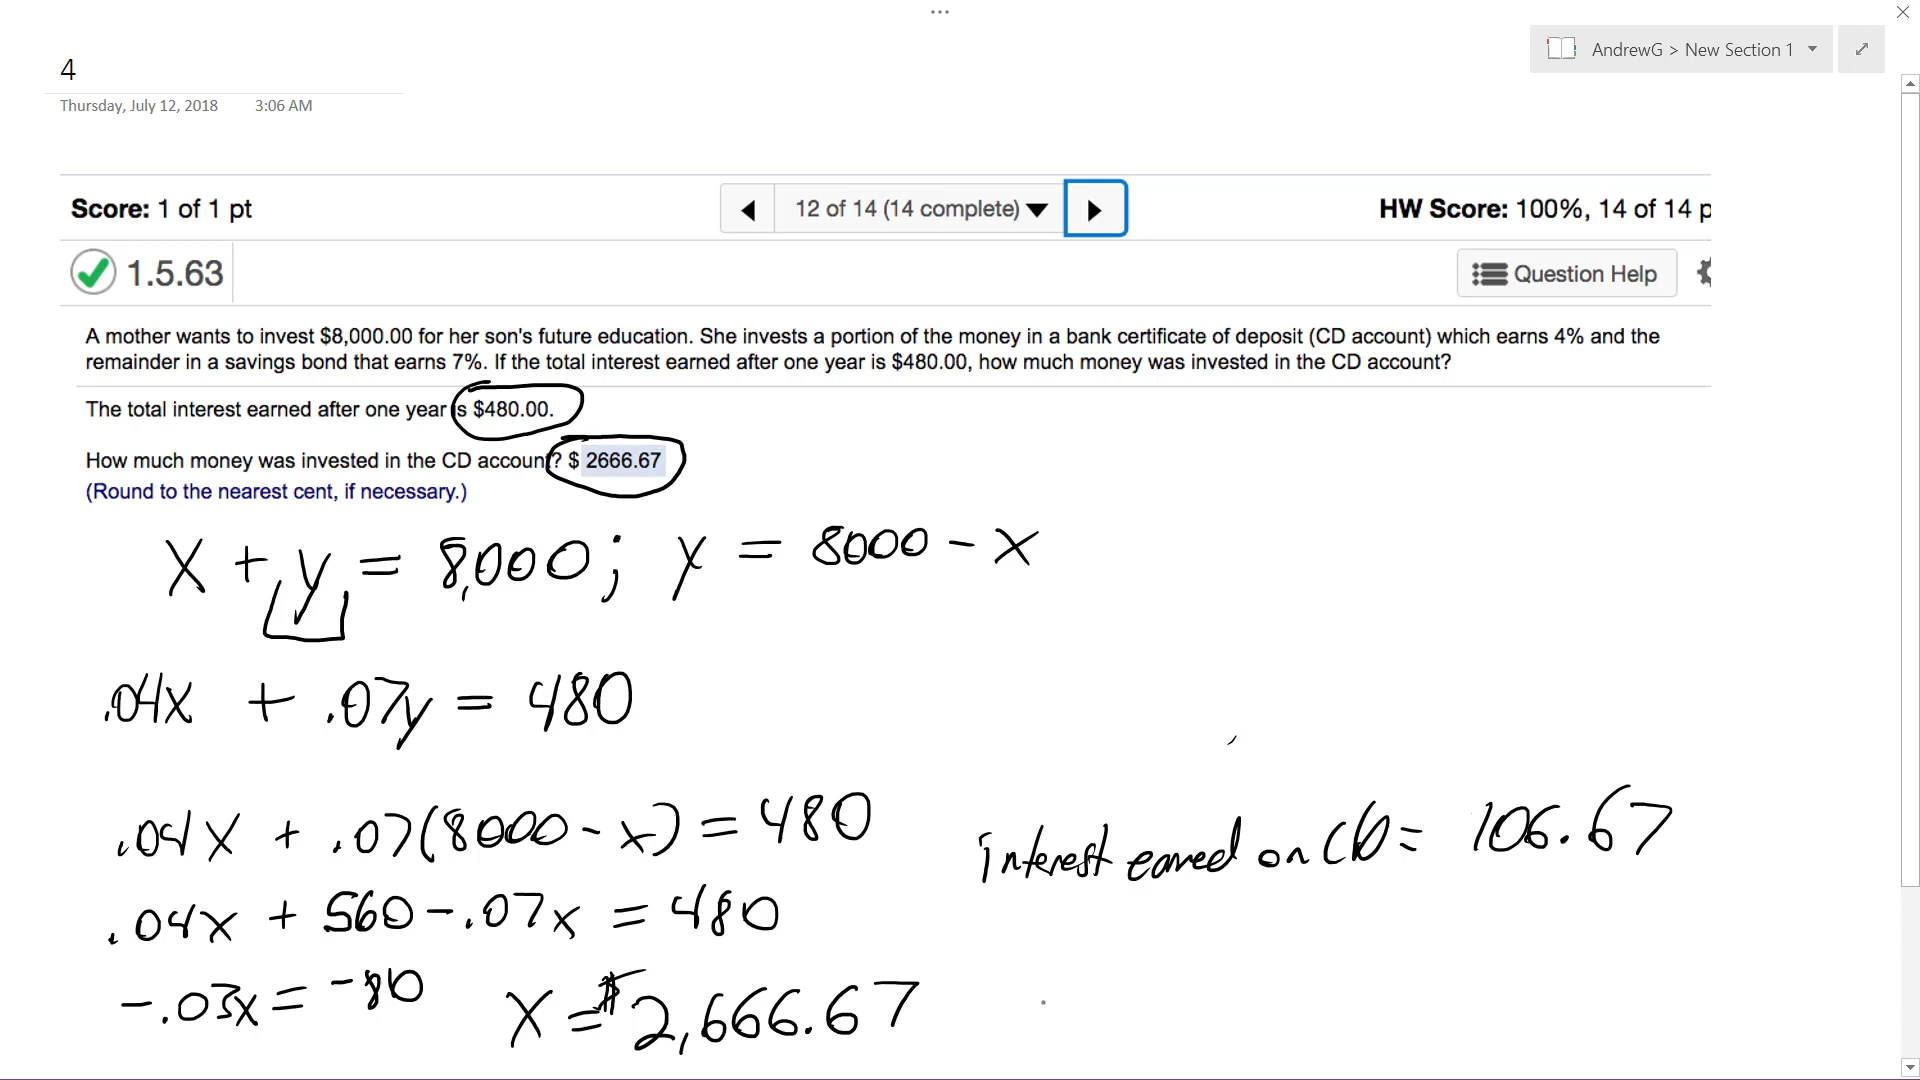 AndrewG > New Section 1
4
Thursday, July 12, 2018 3:06 AM
Score: 1 of 1 pt
12 of 14 (14 complete)
HW Score: 100%, 14 of 14 p
1.5.63
Question Help
A mother wants to invest $8,000.00 for her son's future education. She invests a portion of the money in a bank certificate of deposit (CD account) which earns 4% and the
remainder in a savings bond that earns 7%. If the total interest earned after one year is $480.00, how much money was invested in the CD account?
The total interest earned after one year is $480.00.
How much money was invested in the CD account? $ 2666.67
(Round to the nearest cent, if necessary.)
x + y = 8,000; y = 8000 - x
.04x + .07y = 480
.04x + .07(8000 - x) = 480
interest earned on CD = 106.67
.04x + 560 - .07x = 480
-.03x = -80 x = $2,666.67